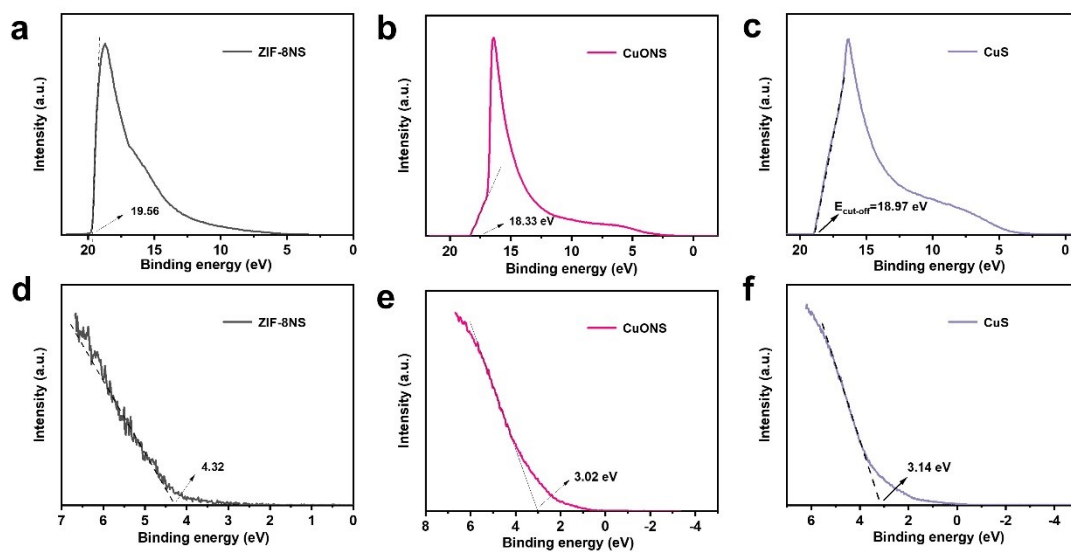 a
ZIF-8NS
Intensity (a.u.)
19.56
20 15 10 5 0
Binding energy (eV)
b
CuONS
Intensity (a.u.)
18.33 eV
20 15 10 5 0
Binding energy (eV)
c
CuS
Intensity (a.u.)
Ecut-off=18.97 eV
20 15 10 5 0
Binding energy (eV)
d
ZIF-8NS
Intensity (a.u.)
4.32
7 6 5 4 3 2 1 0
Binding energy (eV)
e
CuONS
Intensity (a.u.)
3.02 eV
8 6 4 2 0 -2 -4
Binding energy (eV)
f
CuS
Intensity (a.u.)
3.14 eV
6 4 2 0 -2 -4
Binding energy (eV)